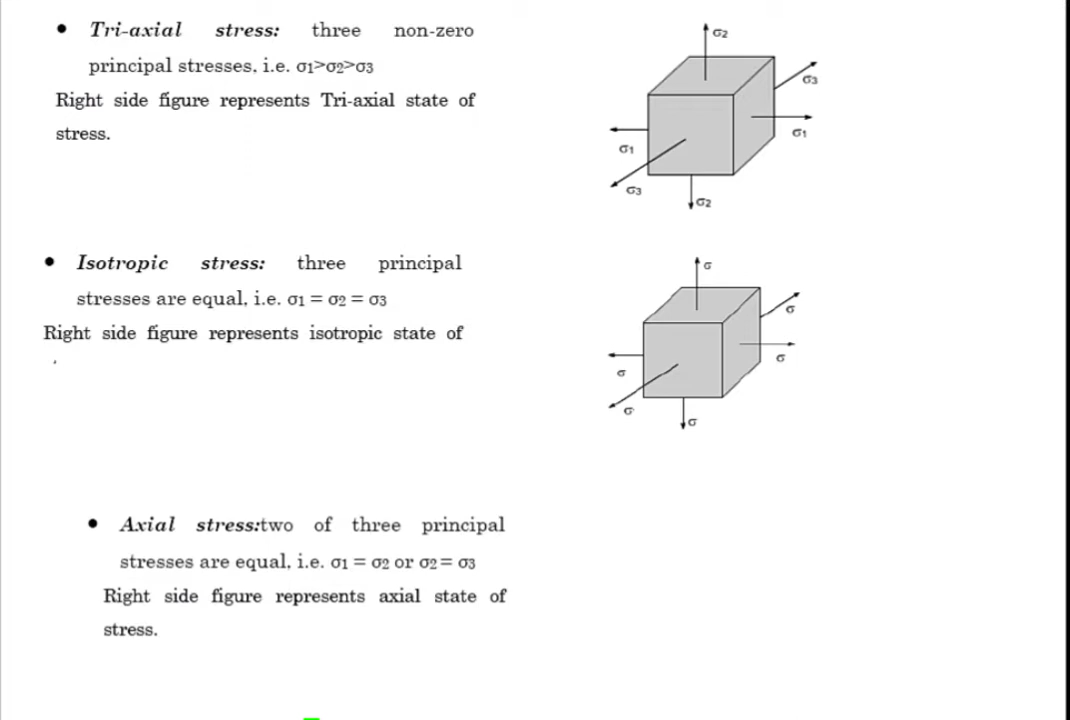 • Tri-axial stress: three non-zero
principal stresses, i.e. σ1>σ2>σ3
Right side figure represents Tri-axial state of
stress.
σ2
σ3
σ1
σ1
σ3
σ2
• Isotropic stress: three principal
stresses are equal, i.e. σ1 = σ2 = σ3
Right side figure represents isotropic state of
σ
σ
σ
σ
σ
σ
• Axial stress:two of three principal
stresses are equal, i.e. σ1 = σ2 or σ2 = σ3
Right side figure represents axial state of
stress.